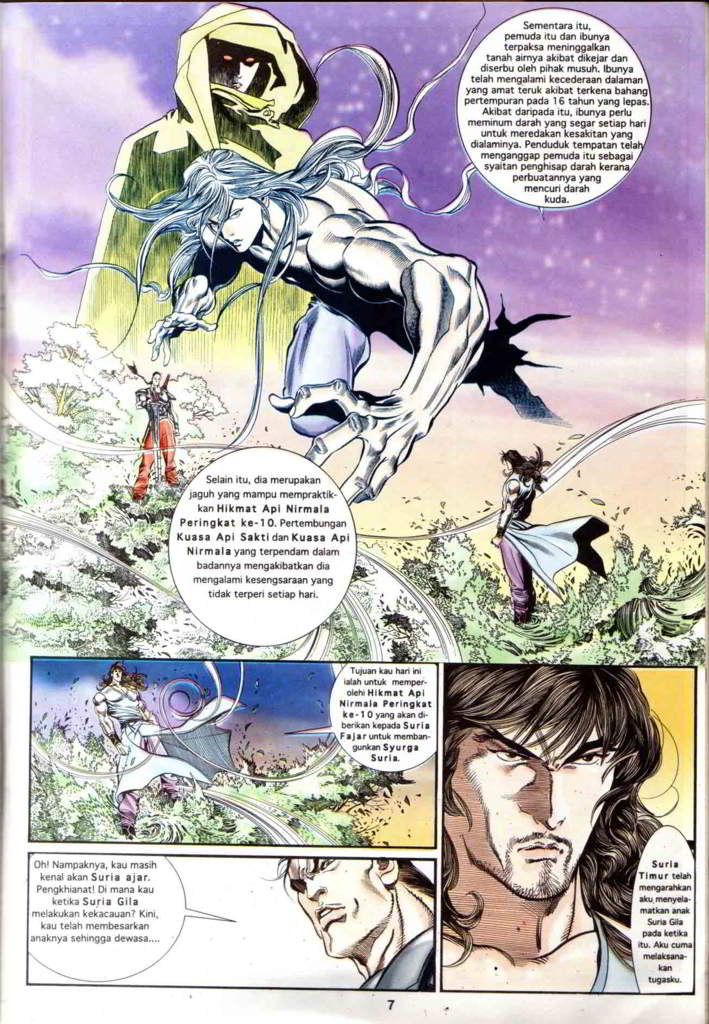 Sementara itu,
pemuda itu dan ibunya
terpaksa meninggalkan
tanah airnya akibat dikejar dan
diserbu oleh pihak musuh. Ibunya
telah mengalami kecederaan dalaman
yang amat teruk akibat terkena bahang
pertempuran pada 16 tahun yang lepas.
Akibat daripada itu, ibunya perlu
meminum darah yang segar setiap hari
untuk meredakan kesakitan yang
dialaminya. Penduduk tempatan telah
menganggap pemuda itu sebagai
syaitan penghisap darah kerana
perbuatannya yang
mencuri darah
kuda.
Selain itu, dia merupakan
jaguh yang mampu mempraktik-
kan Hikmat Api Nirmala
Peringkat ke-10. Pertembungan
Kuasa Api Sakti dan Kuasa Api
Nirmala yang terpendam dalam
badannya mengakibatkan dia
mengalami kesengsaraan yang
tidak terperi setiap hari.
Tujuan kau hari ini
ialah untuk memper-
olehi Hikmat Api
Nirmala Peringkat
ke-10 yang akan di-
berikan kepada Suria
Fajar untuk memban-
gunkan Syurga
Suria.
Oh! Nampaknya, kau masih
kenal akan Suria ajar.
Pengkhianat! Di mana kau
ketika Suria Gila
melakukan kekacauan? Kini,
kau telah membesarkan
anaknya sehingga dewasa....
Suria
Timur telah
mengarahkan
aku menyela-
matkan anak
Suria Gila
pada ketika
itu. Aku cuma
melaksana-
kan
tugasku.
7